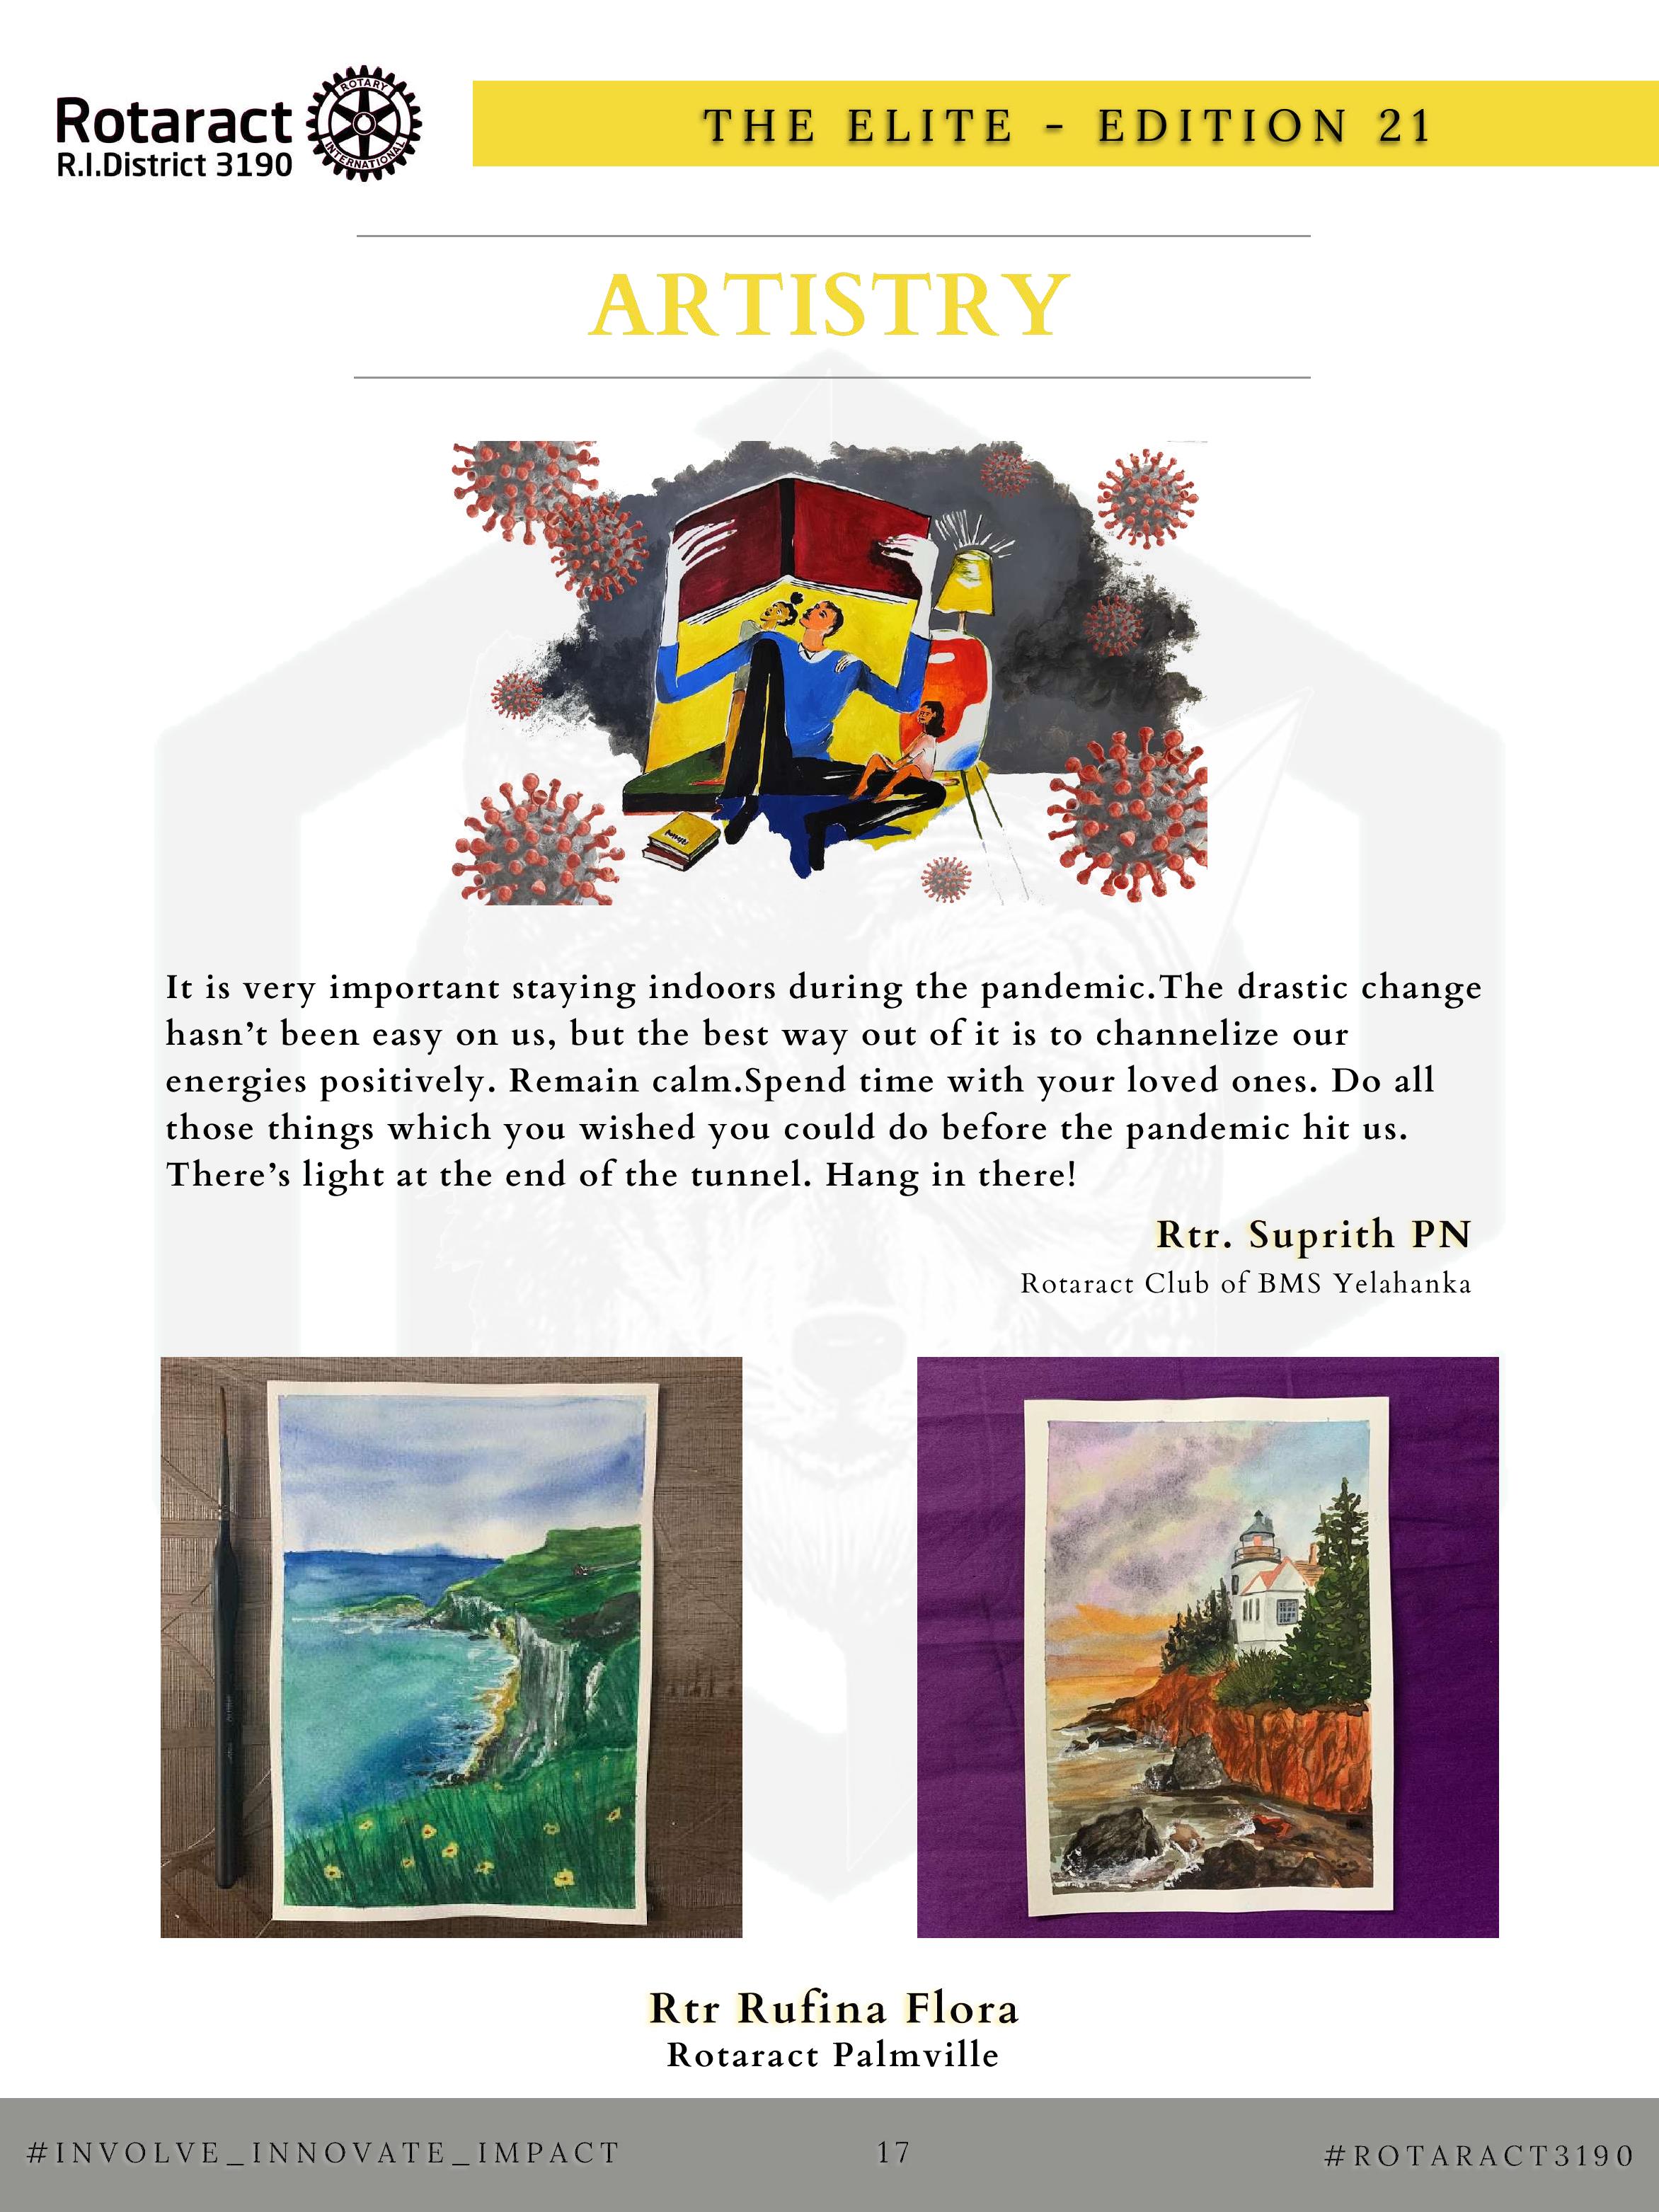 Rotaract
R.I.District 3190
ROTARY
INTERNATIONAL
THE ELITE - EDITION 21
ARTISTRY
It is very important staying indoors during the pandemic.The drastic change
hasn’t been easy on us, but the best way out of it is to channelize our
energies positively. Remain calm.Spend time with your loved ones. Do all
those things which you wished you could do before the pandemic hit us.
There’s light at the end of the tunnel. Hang in there!
Rtr. Suprith PN
Rotaract Club of BMS Yelahanka
Rtr Rufina Flora
Rotaract Palmville
#INVOLVE_INNOVATE_IMPACT
17
#ROTARACT3190